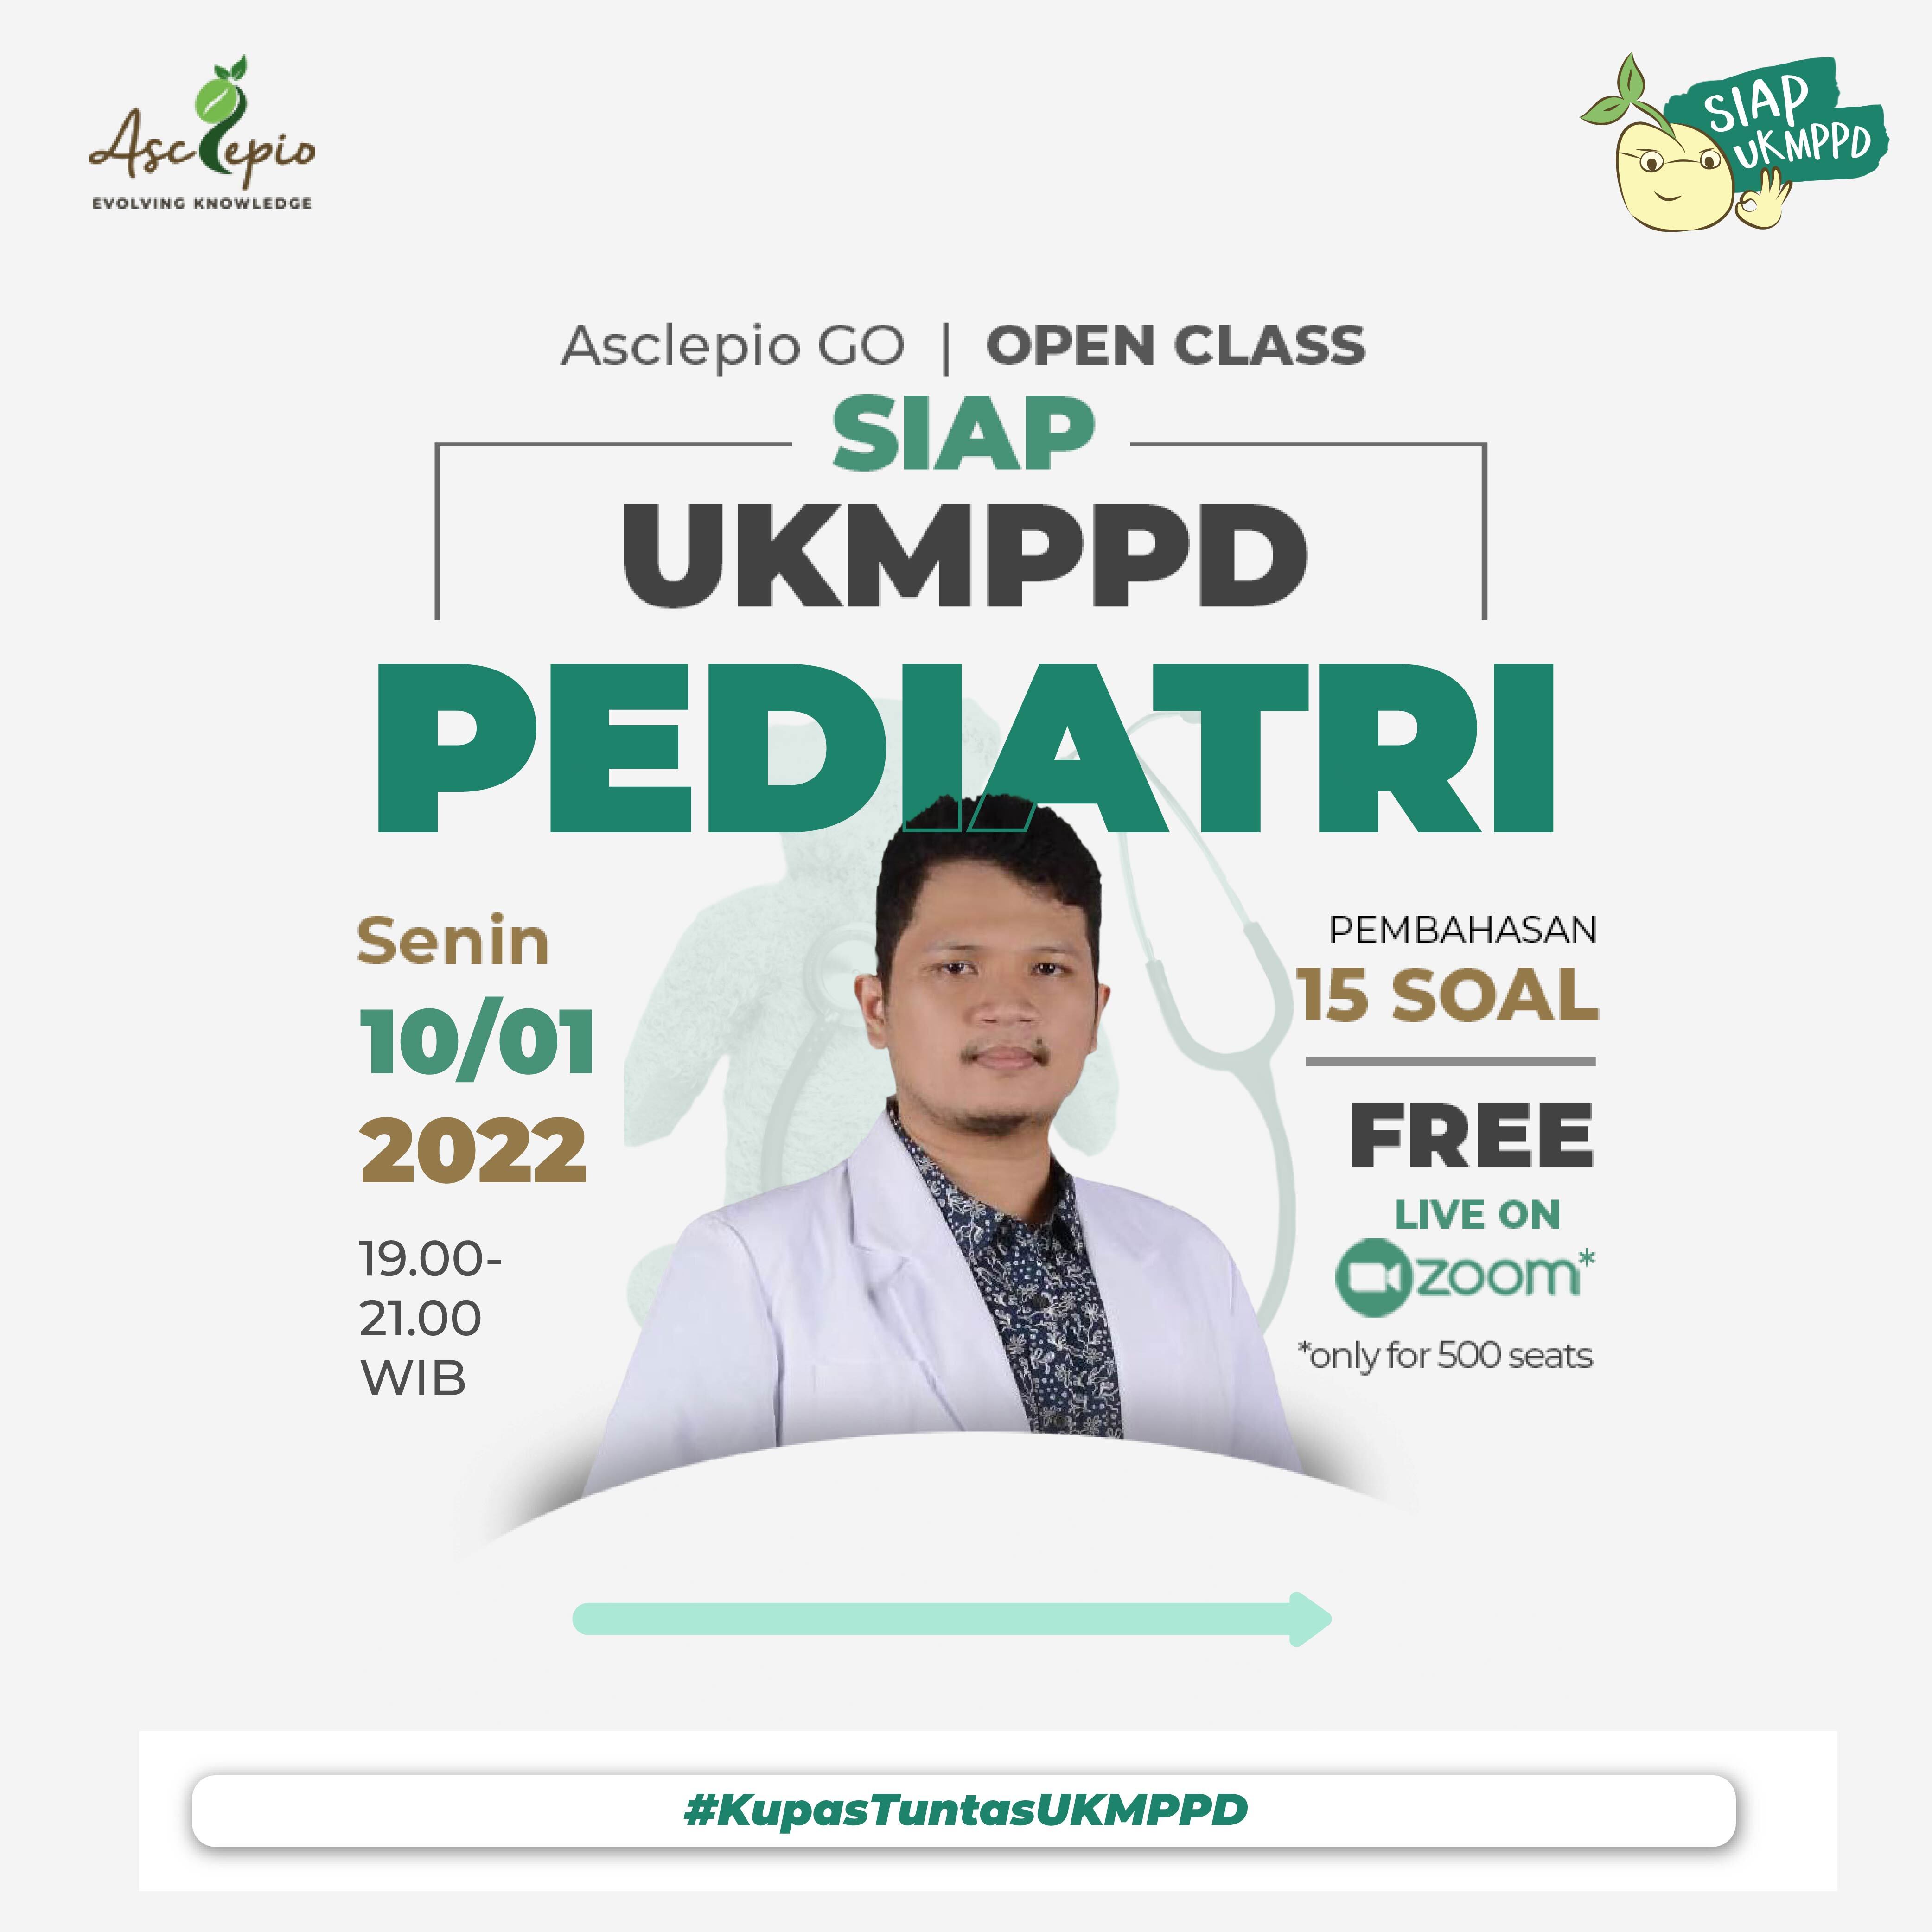 Asclepio
EVOLVING KNOWLEDGE
SIAP
UKMPPD
Asclepio GO | OPEN CLASS
SIAP
UKMPPD
PEDIATRI
Senin
10/01
2022
19.00-
21.00
WIB
PEMBAHASAN
15 SOAL
FREE
LIVE ON
zoom*
*only for 500 seats
#KupasTuntasUKMPPD